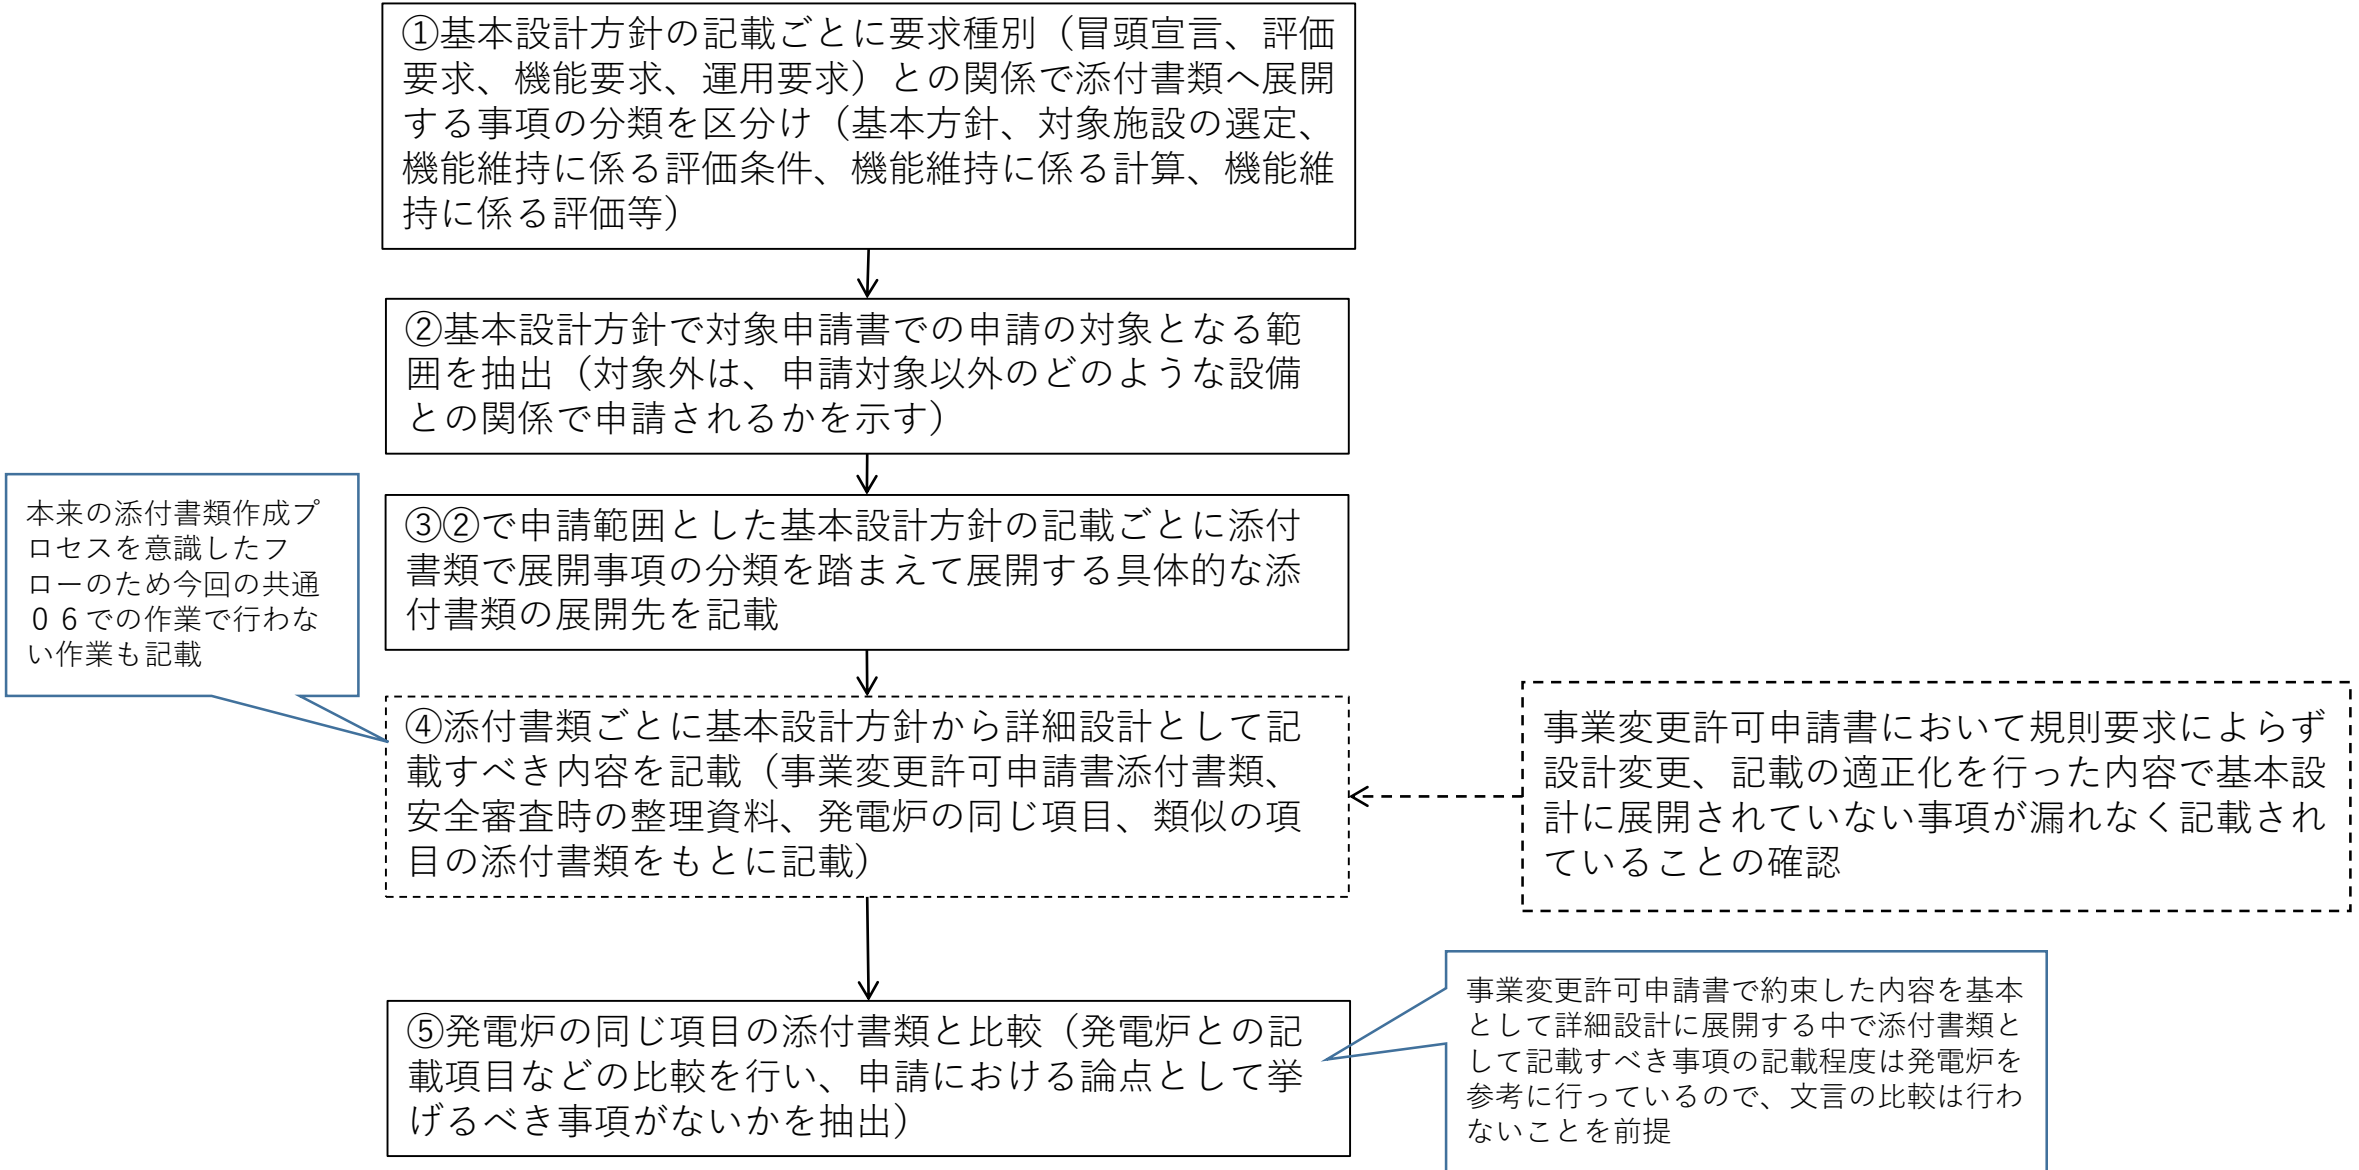 ①基本設計方針の記載ごとに要求種別（冒頭宣言、評価
要求、機能要求、運用要求）との関係で添付書類へ展開
する事項の分類を区分け（基本方針、対象施設の選定、
機能維持に係る評価条件、機能維持に係る計算、機能維
持に係る評価等）
②基本設計方針で対象申請書での申請の対象となる範
囲を抽出（対象外は、申請対象以外のどのような設備
との関係で申請されるかを示す）
本来の添付書類作成プ
ロセスを意識したフ
ローのため今回の共通
０６での作業で行わな
い作業も記載
③②で申請範囲とした基本設計方針の記載ごとに添付
書類で展開事項の分類を踏まえて展開する具体的な添
付書類の展開先を記載
④添付書類ごとに基本設計方針から詳細設計として記
載すべき内容を記載（事業変更許可申請書添付書類、
安全審査時の整理資料、発電炉の同じ項目、類似の項
目の添付書類をもとに記載）
事業変更許可申請書において規則要求によらず
設計変更、記載の適正化を行った内容で基本設
計に展開されていない事項が漏れなく記載され
ていることの確認
⑤発電炉の同じ項目の添付書類と比較（発電炉との記
載項目などの比較を行い、申請における論点として挙
げるべき事項がないかを抽出）
事業変更許可申請書で約束した内容を基本
として詳細設計に展開する中で添付書類と
して記載すべき事項の記載程度は発電炉を
参考に行っているので、文言の比較は行わ
ないことを前提